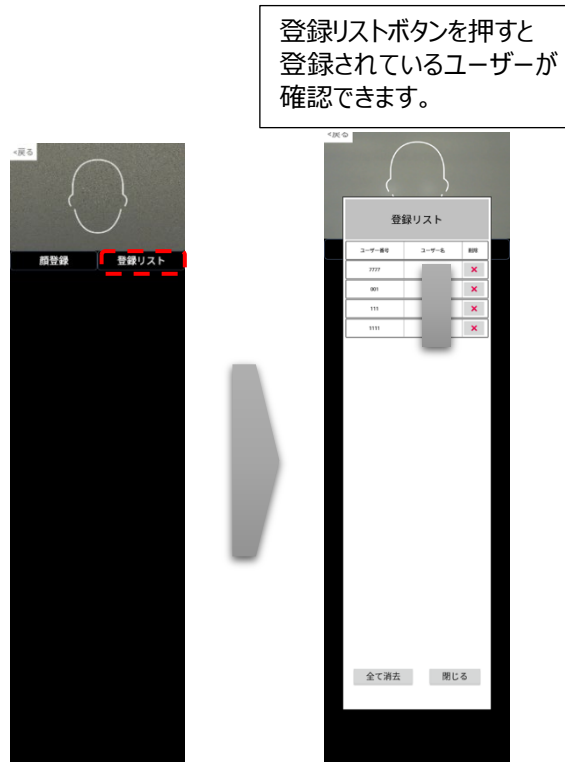 登録リストボタンを押すと
登録されているユーザーが
確認できます。
<戻る
顔登録 登録リスト
<戻る
登録リスト
ユーザー番号 ユーザー名 削除
7777
001
111
1111
全て消去 閉じる